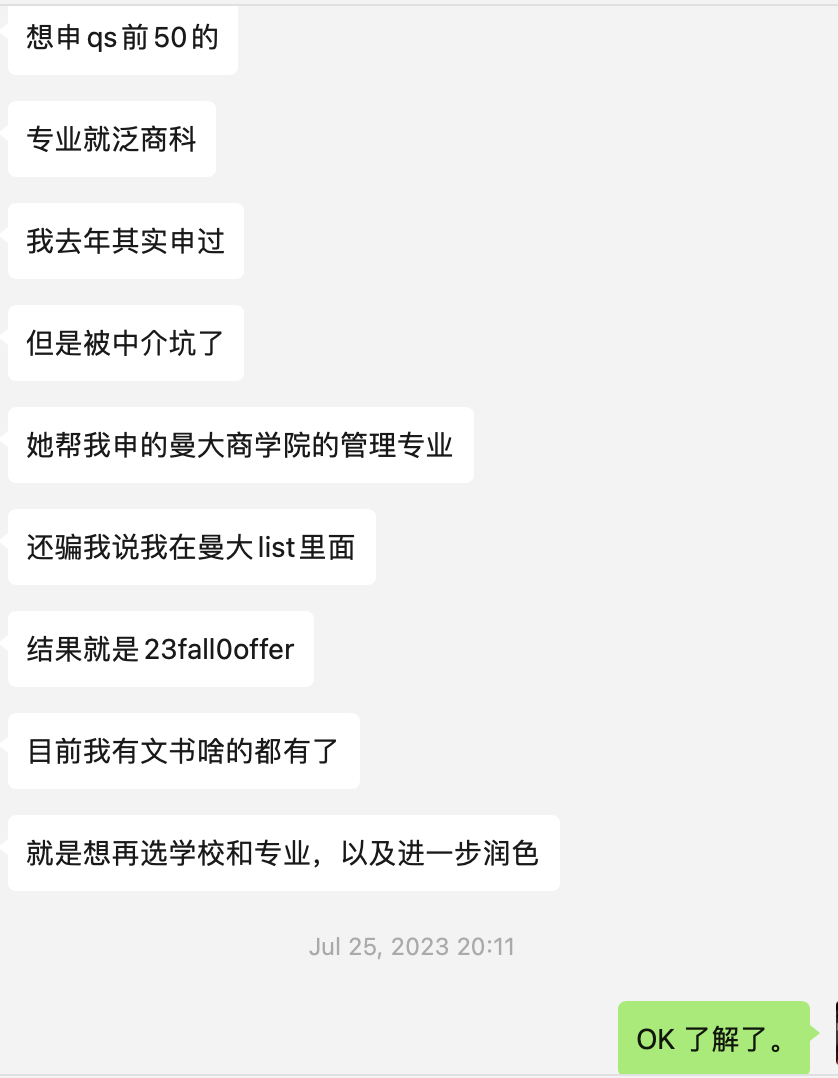 想申qs前50的
专业就泛商科
我去年其实申过
但是被中介坑了
她帮我申的曼大商学院的管理专业
还骗我说我在曼大list里面
结果就是23fall0offer
目前我有文书啥的都有了
就是想再选学校和专业，以及进一步润色
Jul 25, 2023 20:11
OK 了解了。